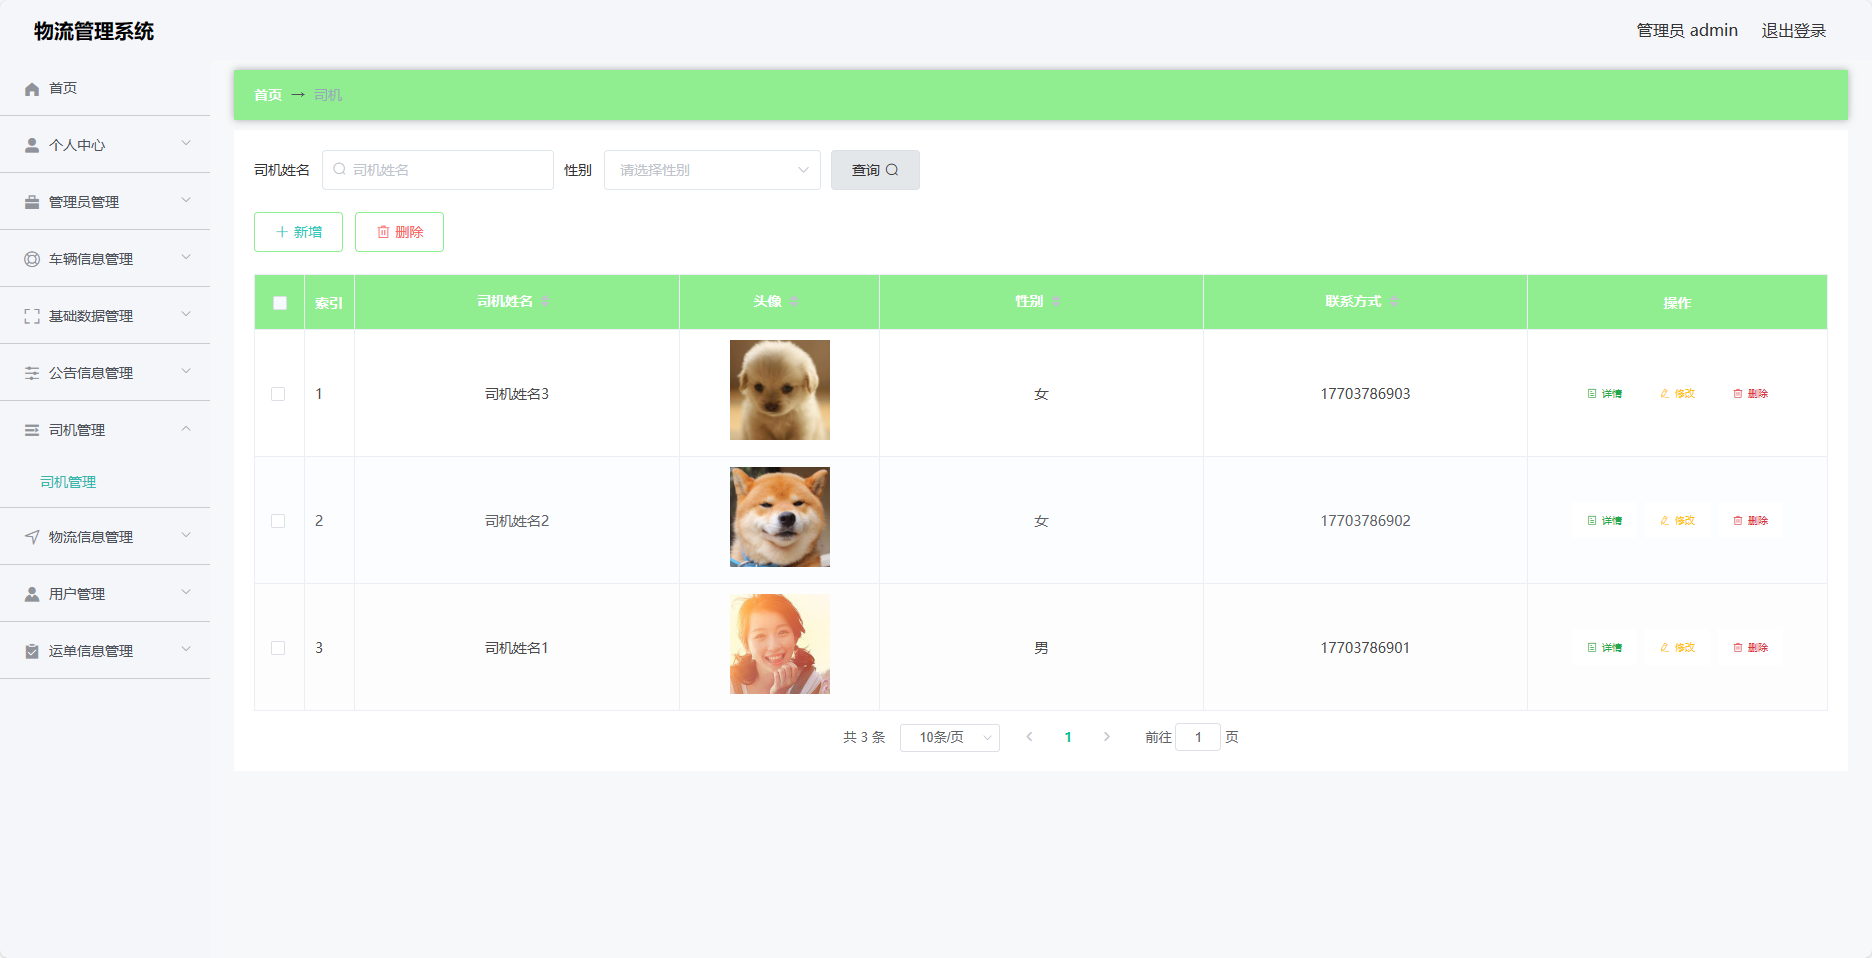 物流管理系统
管理员 admin 退出登录
首页
个人中心
管理员管理
车辆信息管理
基础数据管理
公告信息管理
司机管理
司机管理
物流信息管理
用户管理
运单信息管理
首页 → 司机
司机姓名 司机姓名 性别 请选择性别 查询
新增 删除
索引 司机姓名 头像 性别 联系方式 操作
1 司机姓名3 女 17703786903 详情 修改 删除
2 司机姓名2 女 17703786902 详情 修改 删除
3 司机姓名1 男 17703786901 详情 修改 删除
共 3 条 10条/页 1 前往 1 页